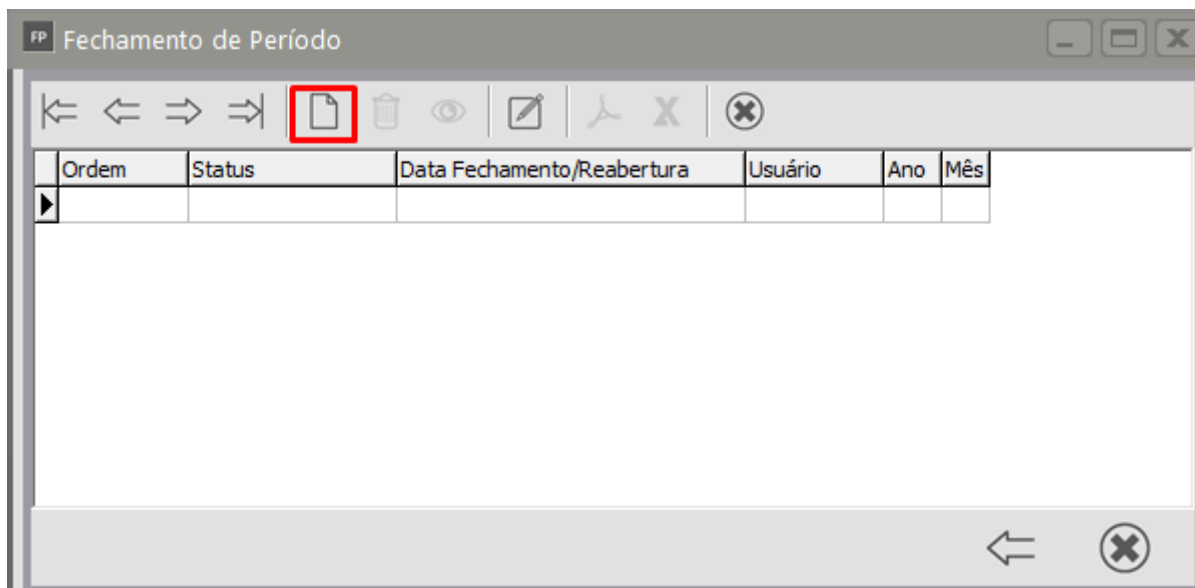 FP Fechamento de Período
Ordem Status Data Fechamento/Reabertura Usuário Ano Mês